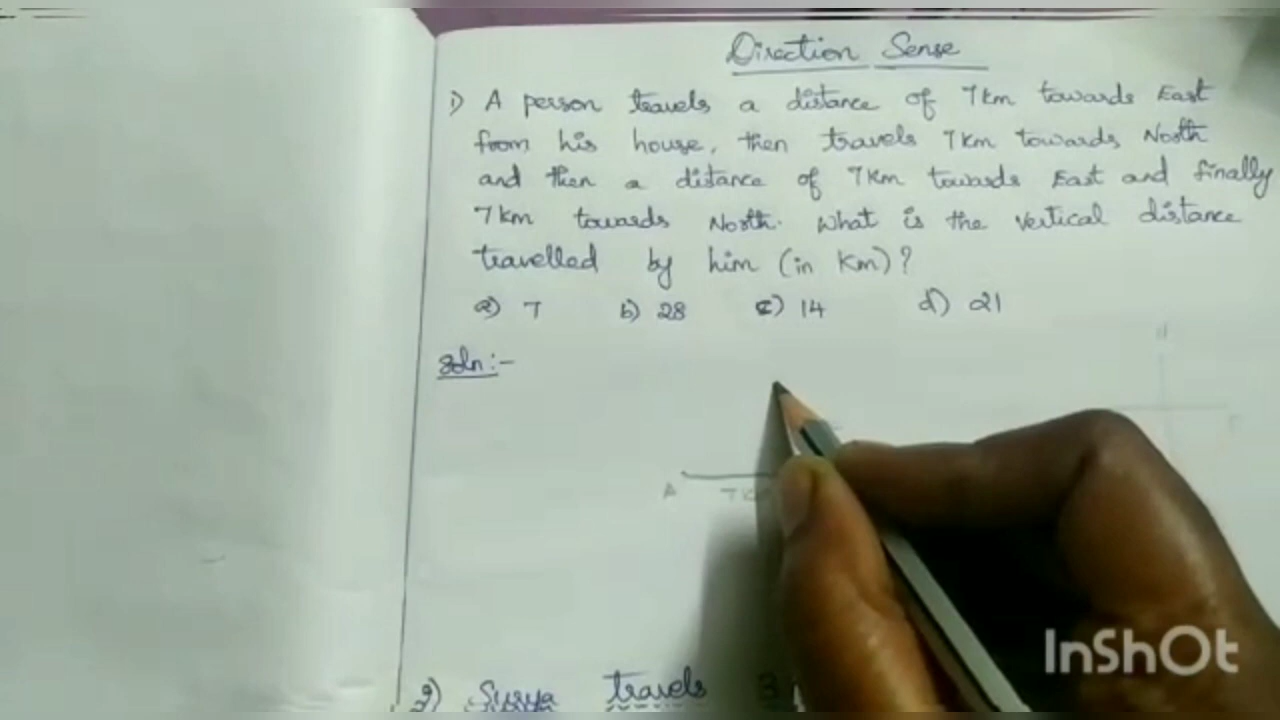 Direction Sense
1) A person travels a distance of 7km towards East
from his house, then travels 7km towards North
and then a distance of 7km towards East and finally
7km towards North. What is the vertical distance
travelled by him (in Km)?
a) 7 b) 28 c) 14 d) 21
Soln:-
A 7
2) Surya travels 3
InShOt